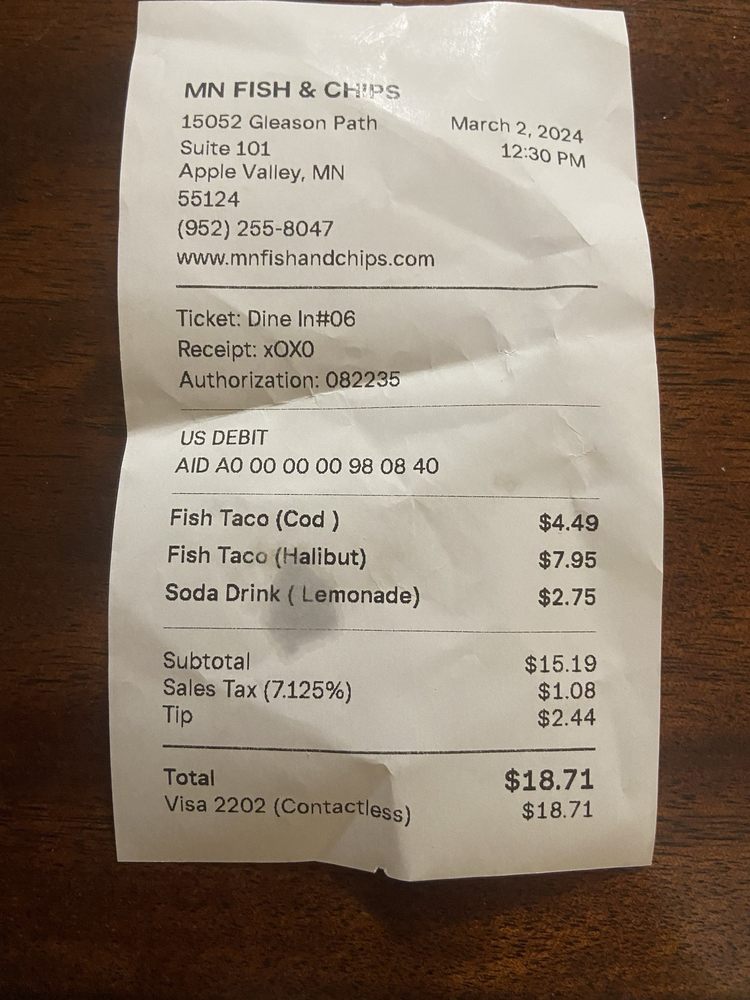 MN FISH & CHIPS
15052 Gleason Path
March 2, 2024
Suite 101
12:30 PM
Apple Valley, MN
55124
(952) 255-8047
www.mnfishandchips.com
Ticket: Dine In#06
Receipt: xOXO
Authorization: 082235
US DEBIT
AID A0 00 00 00 98 08 40
Fish Taco (Cod ) $4.49
Fish Taco (Halibut) $7.95
Soda Drink ( Lemonade) $2.75
Subtotal $15.19
Sales Tax (7.125%) $1.08
Tip $2.44
Total $18.71
Visa 2202 (Contactless) $18.71